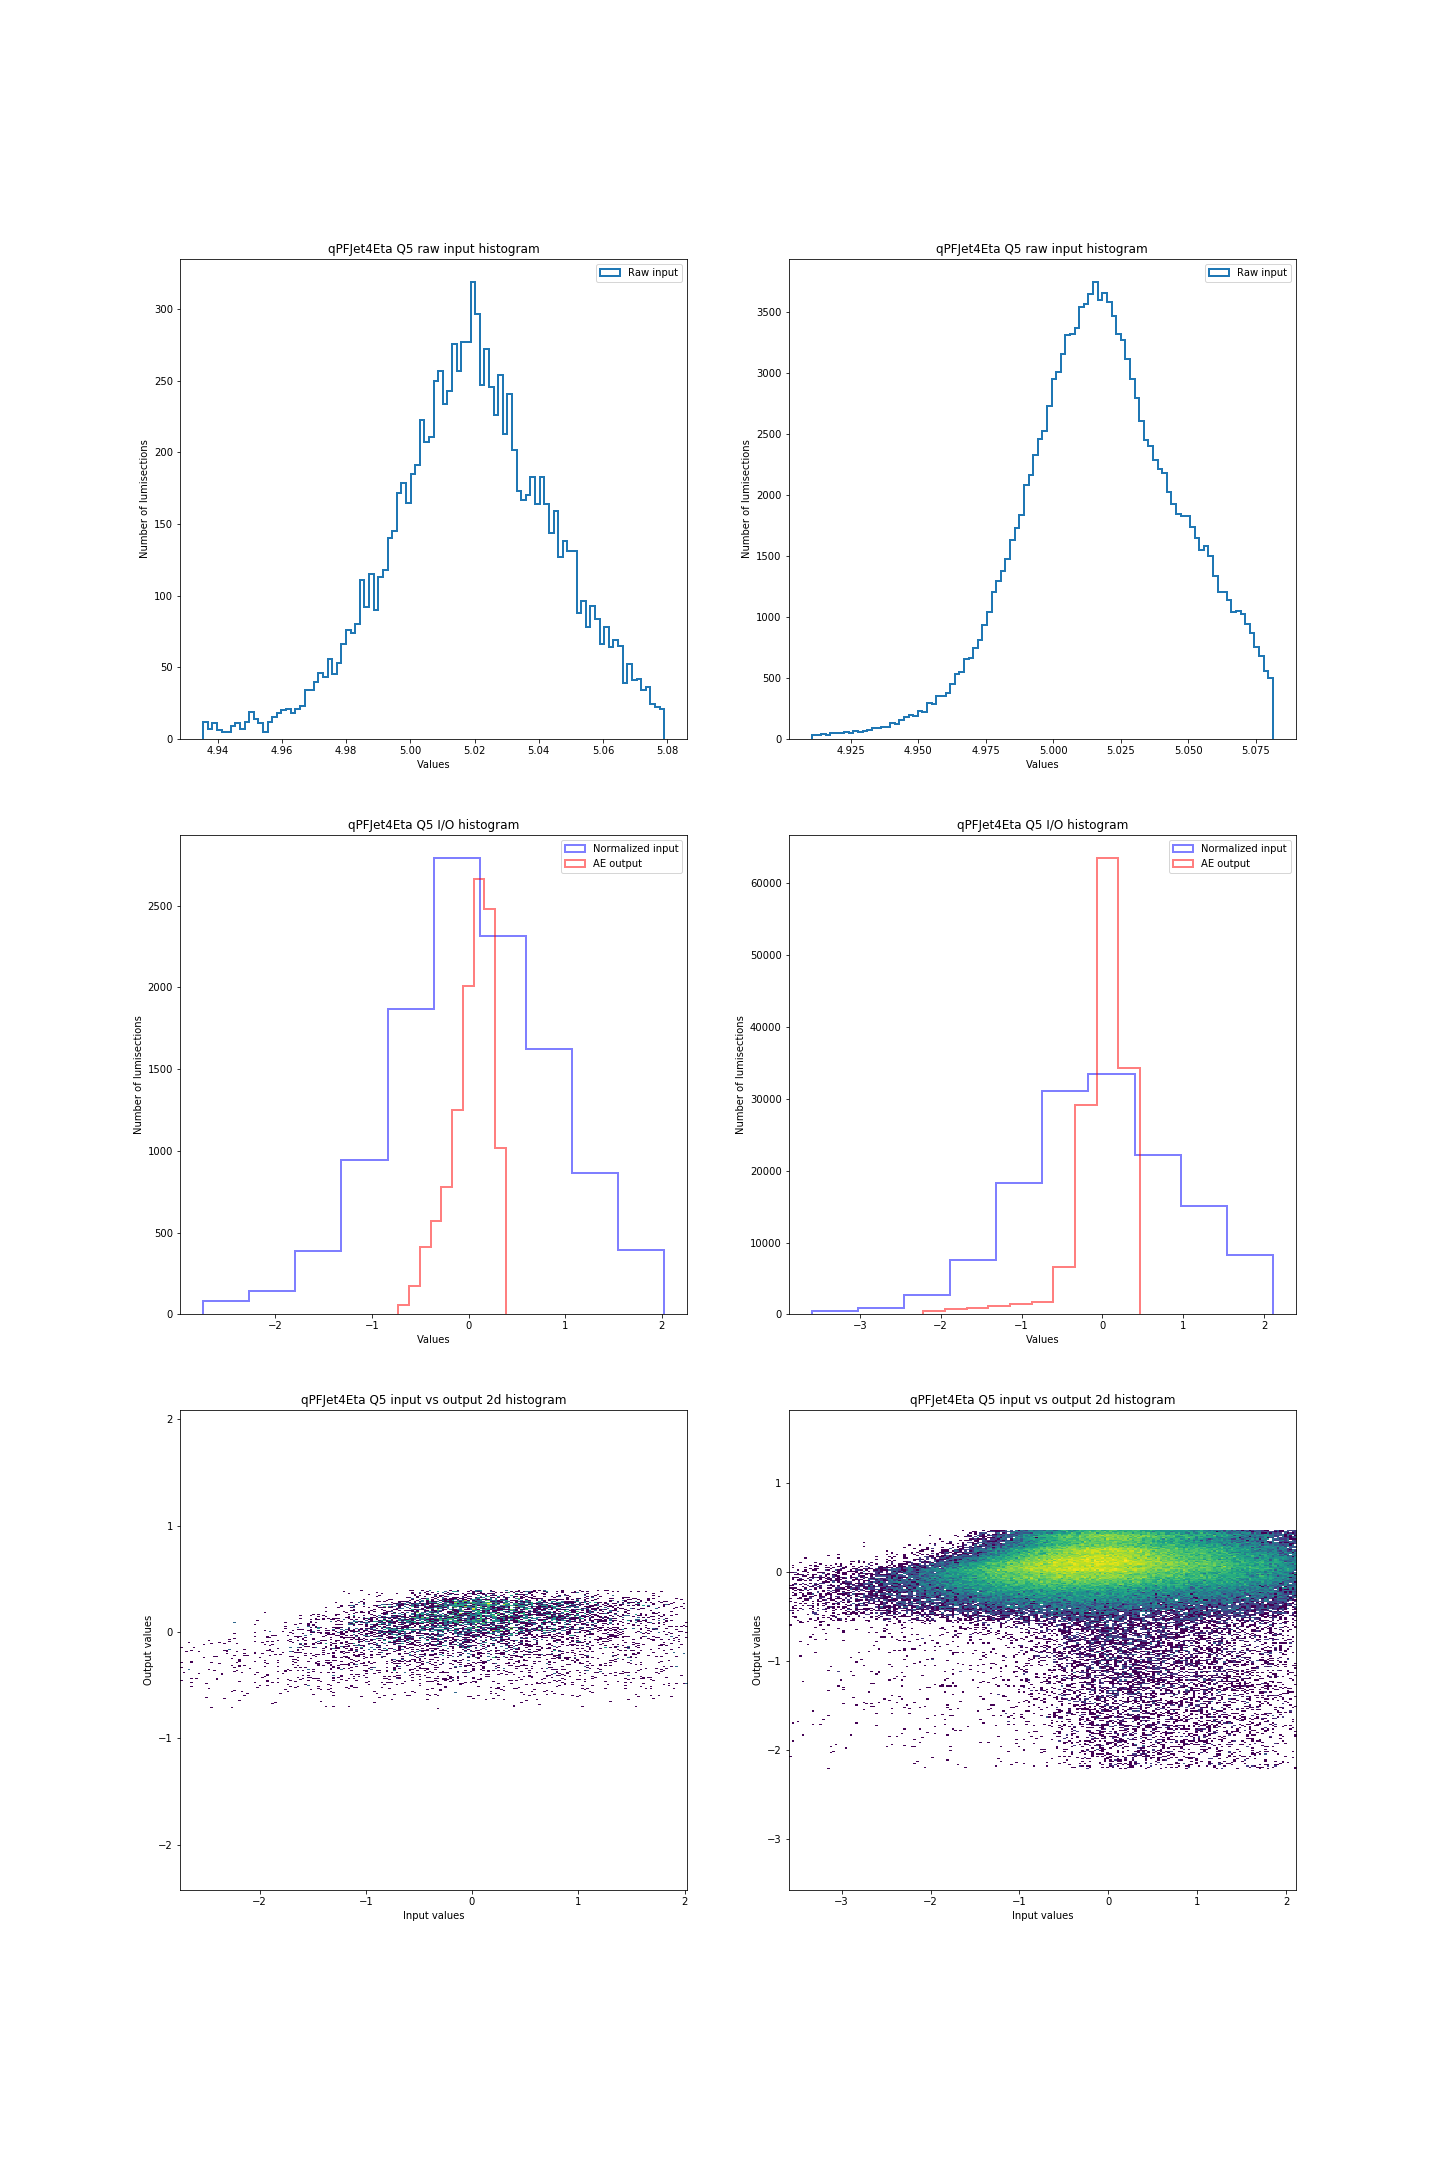 qPFJet4Eta Q5 raw input histogram
Raw input
Number of lumisections
300
250
200
150
100
50
0
4.94 4.96 4.98 5.00 5.02 5.04 5.06 5.08
Values
qPFJet4Eta Q5 raw input histogram
Raw input
Number of lumisections
3500
3000
2500
2000
1500
1000
500
0
4.925 4.950 4.975 5.000 5.025 5.050 5.075
Values
qPFJet4Eta Q5 I/O histogram
Normalized input
AE output
Number of lumisections
2500
2000
1500
1000
500
0
−2 −1 0 1 2
Values
qPFJet4Eta Q5 I/O histogram
Normalized input
AE output
Number of lumisections
60000
50000
40000
30000
20000
10000
0
−3 −2 −1 0 1 2
Values
qPFJet4Eta Q5 input vs output 2d histogram
Output values
2
1
0
−1
−2
−2 −1 0 1 2
Input values
qPFJet4Eta Q5 input vs output 2d histogram
Output values
1
0
−1
−2
−3
−3 −2 −1 0 1 2
Input values